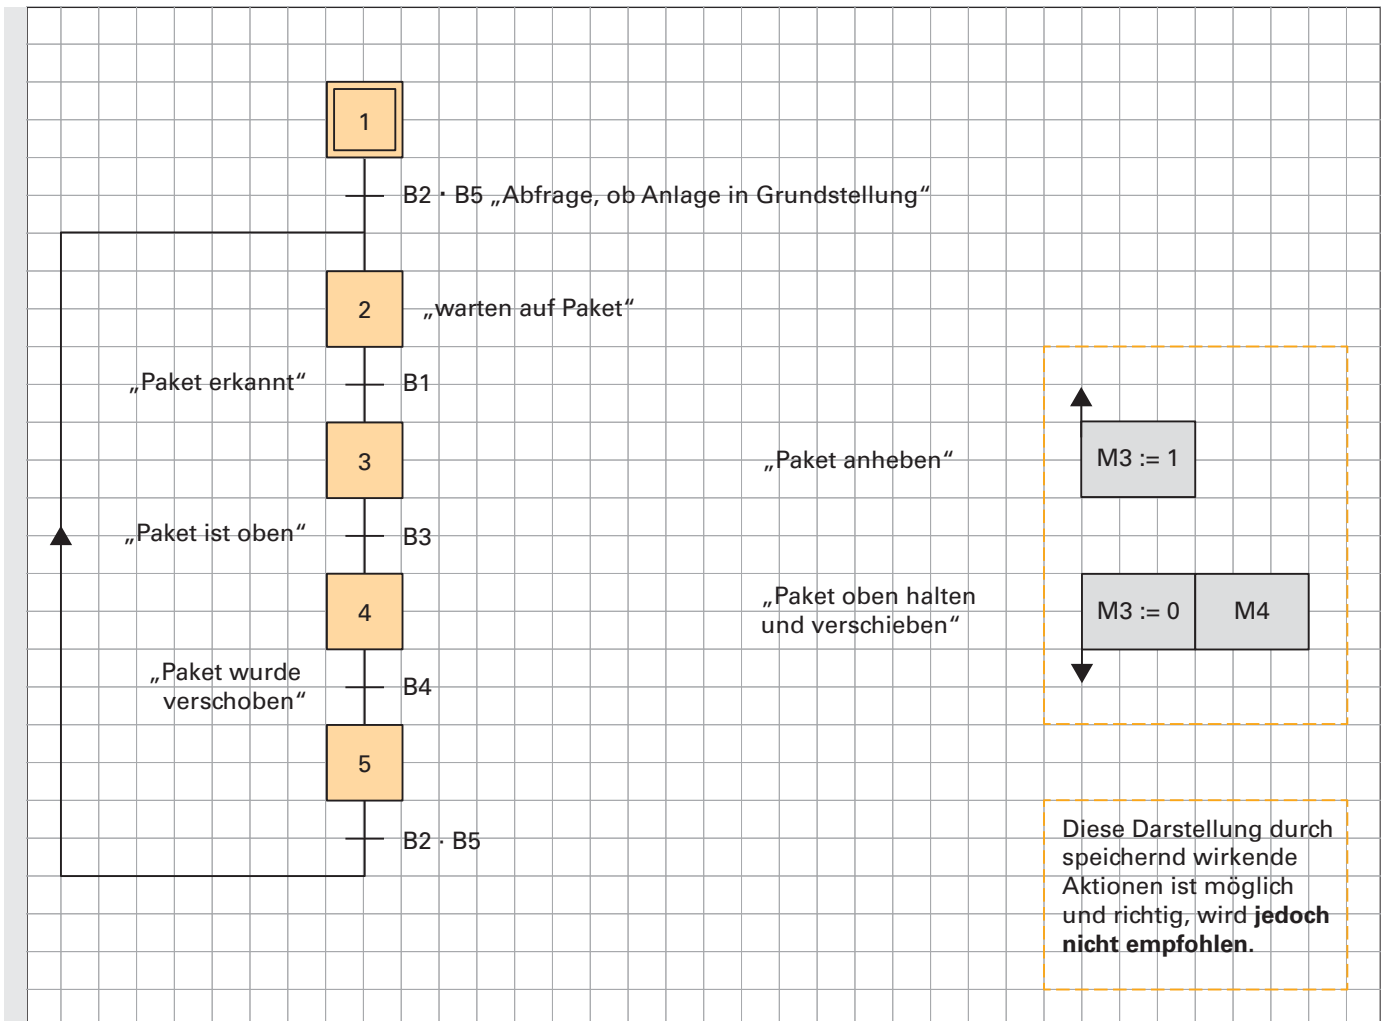 1
B2 · B5 „Abfrage, ob Anlage in Grundstellung“
2
„warten auf Paket“
„Paket erkannt“
B1
3
„Paket anheben“
M3 := 1
„Paket ist oben“
B3
4
„Paket oben halten
und verschieben“
M3 := 0
M4
„Paket wurde
verschoben“
B4
5
B2 · B5
Diese Darstellung durch
speichernd wirkende
Aktionen ist möglich
und richtig, wird jedoch
nicht empfohlen.